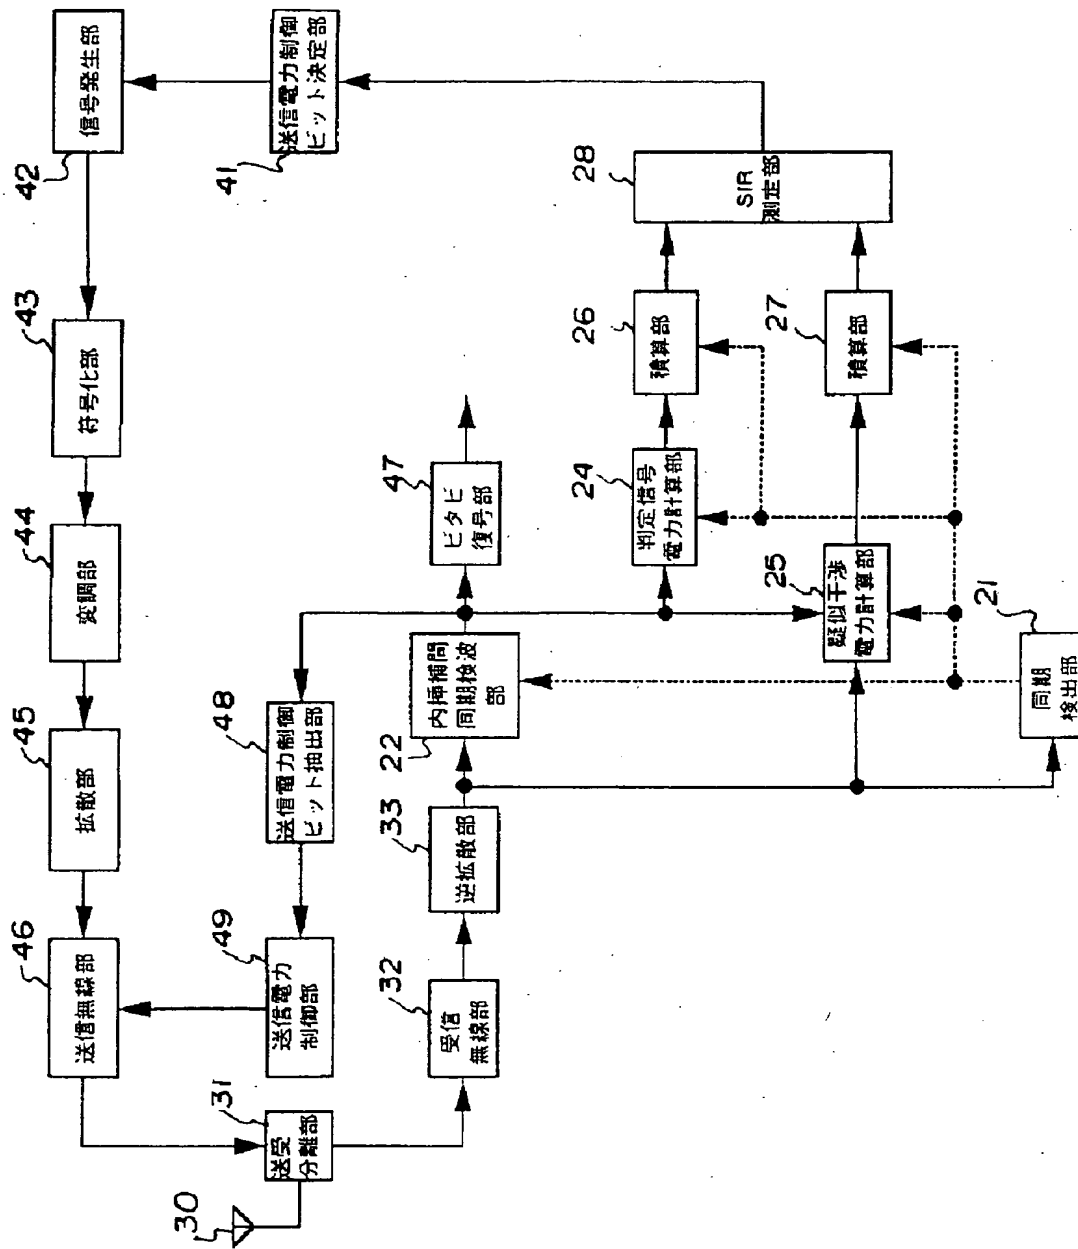 30
送受
分離部
31
送信無線部
46
拡散部
45
変調部
44
符号化部
43
信号発生部
42
送信電力制御
ビット決定部
41
送信電力
制御部
49
送信電力制御
ビット抽出部
48
受信
無線部
32
逆拡散部
33
内挿補間
同期検波
部
22
ビタビ
復号部
47
判定信号
電力計算部
24
積算部
26
SIR
測定部
28
疑似干渉
電力計算部
25
積算部
27
同期
検出部
21